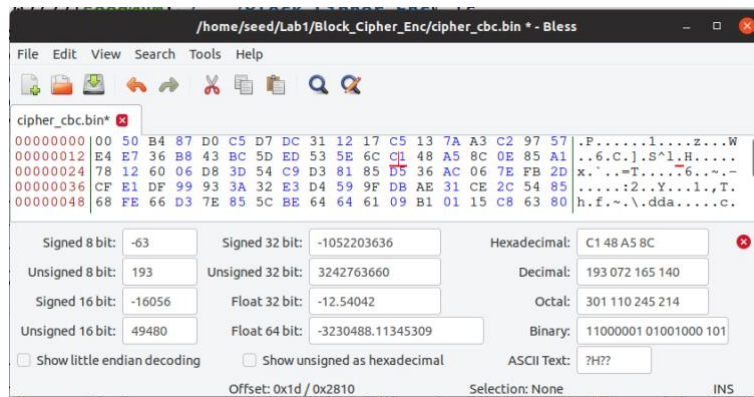 /home/seed/Lab1/Block_Cipher_Enc/cipher_cbc.bin * - Bless
File Edit View Search Tools Help
cipher_cbc.bin*
00000000 00 50 B4 87 D0 C5 D7 DC 31 12 17 C5 13 7A A3 C2 97 57 .P......1....z...W
00000012 E4 E7 36 B8 43 BC 5D ED 53 5E 6C C1 48 A5 8C 0E 85 A1 ..6.C.].S^l_H.....
00000024 78 12 60 06 D8 3D 54 C9 D3 81 85 D5 36 AC 06 7E FB 2D x.`..=T.....6..~.-
00000036 CF E1 DF 99 93 3A 32 E3 D4 59 9F DB AE 31 CE 2C 54 85 .....:2..Y...1.,T.
00000048 68 FE 66 D3 7E 85 5C BE 64 64 61 09 B1 01 15 C8 63 80 h.f.~.\.dda.....c.
Signed 8 bit: -63 Signed 32 bit: -1052203636 Hexadecimal: C1 48 A5 8C
Unsigned 8 bit: 193 Unsigned 32 bit: 3242763660 Decimal: 193 072 165 140
Signed 16 bit: -16056 Float 32 bit: -12.54042 Octal: 301 110 245 214
Unsigned 16 bit: 49480 Float 64 bit: -3230488.11345309 Binary: 11000001 01001000 101
Show little endian decoding Show unsigned as hexadecimal ASCII Text: ?H??
Offset: 0x1d / 0x2810 Selection: None INS